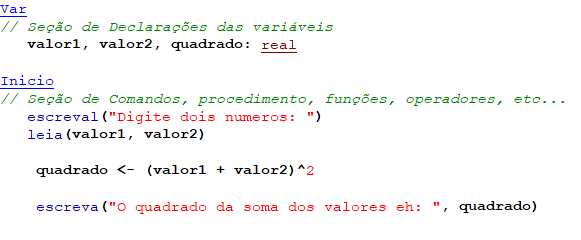 Var
// Seção de Declarações das variáveis
valor1, valor2, quadrado: real
Inicio
// Seção de Comandos, procedimento, funções, operadores, etc...
escreval("Digite dois numeros: ")
leia(valor1, valor2)
quadrado <- (valor1 + valor2)^2
escreva("O quadrado da soma dos valores eh: ", quadrado)